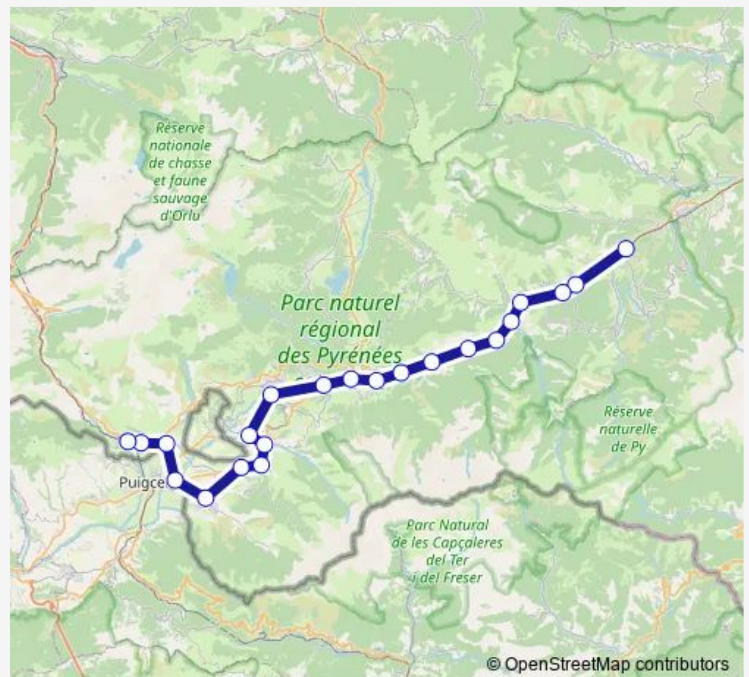 Réserve
nationale
de chasse
et faune
sauvage
d'Orlu
Parc naturel
régional
des Pyrénées
Réserve
naturelle
de Py
Puigce
Parc Natural
de les Capçaleres
del Ter
i del Freser
© OpenStreetMap contributors